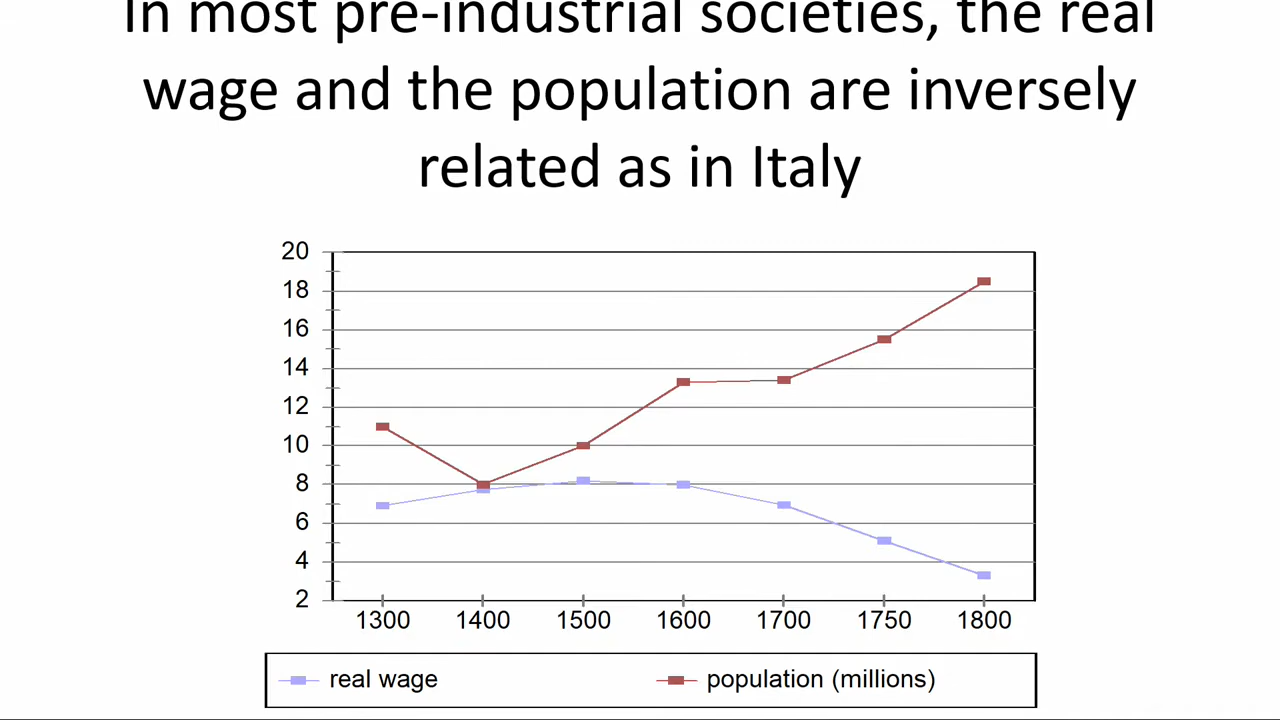 In most pre-industrial societies, the real
wage and the population are inversely
related as in Italy
20
18
16
14
12
10
8
6
4
2
1300 1400 1500 1600 1700 1750 1800
real wage population (millions)